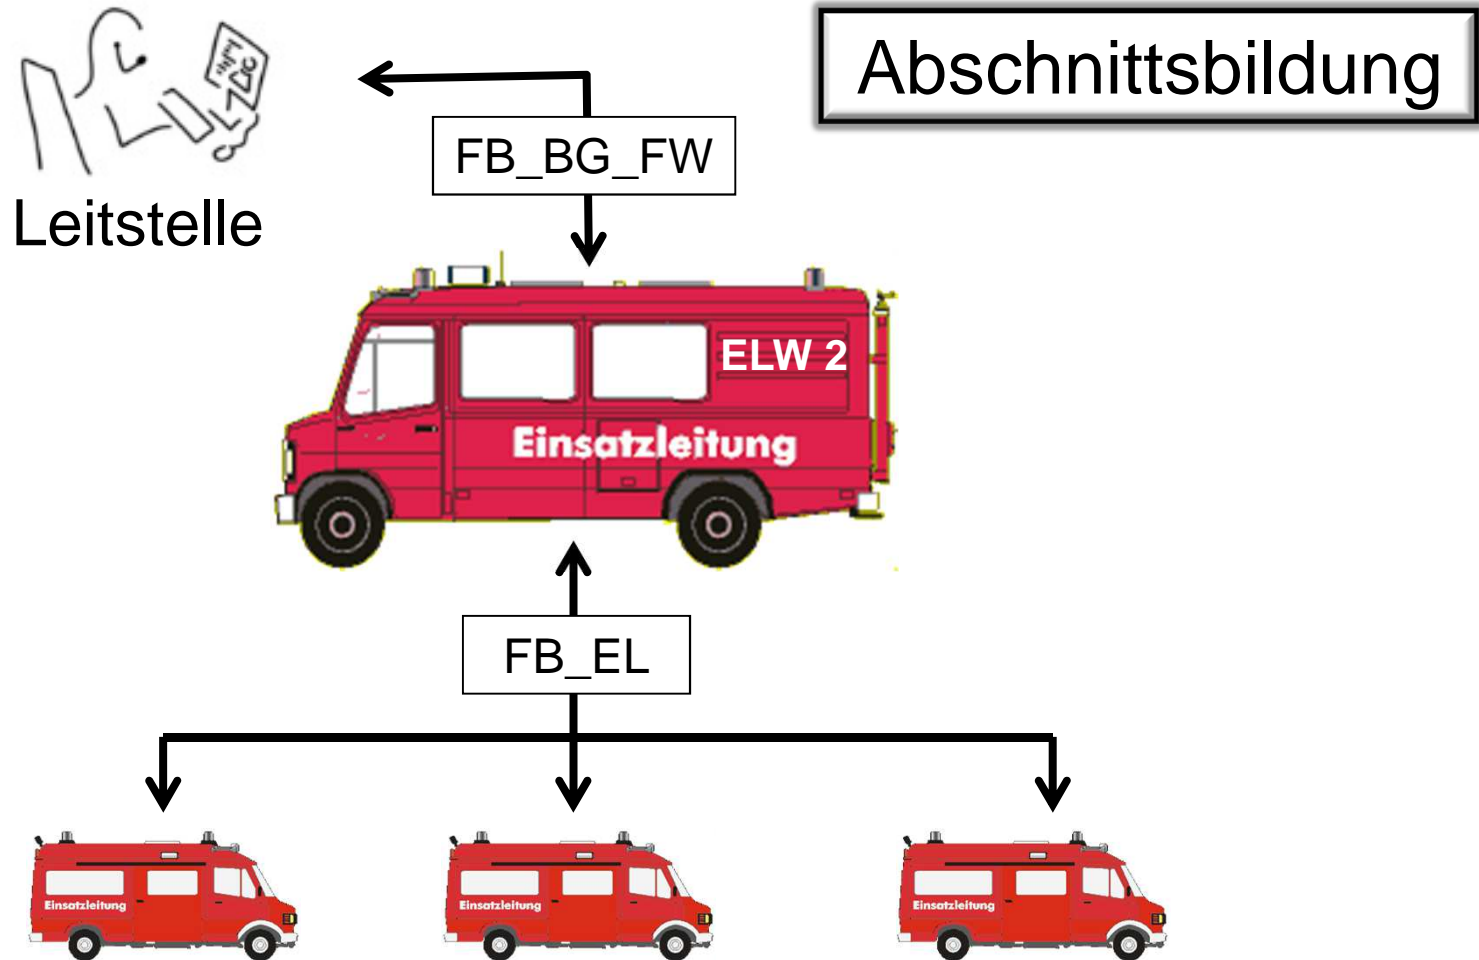 Abschnittsbildung
FB_BG_FW
Leitstelle
ELW 2
Einsatzleitung
FB_EL
Einsatzleitung
Einsatzleitung
Einsatzleitung